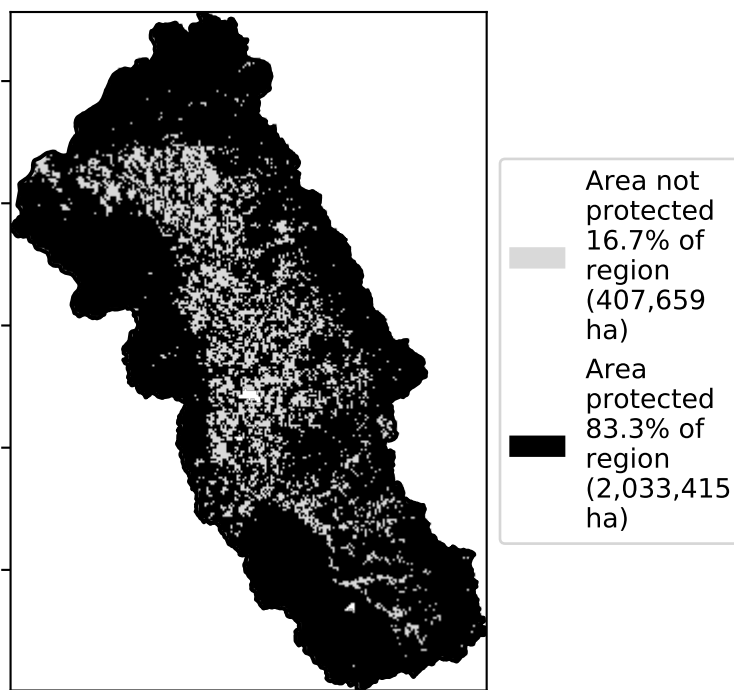 Area not
protected
16.7% of
region
(407,659
ha)
Area
protected
83.3% of
region
(2,033,415
ha)